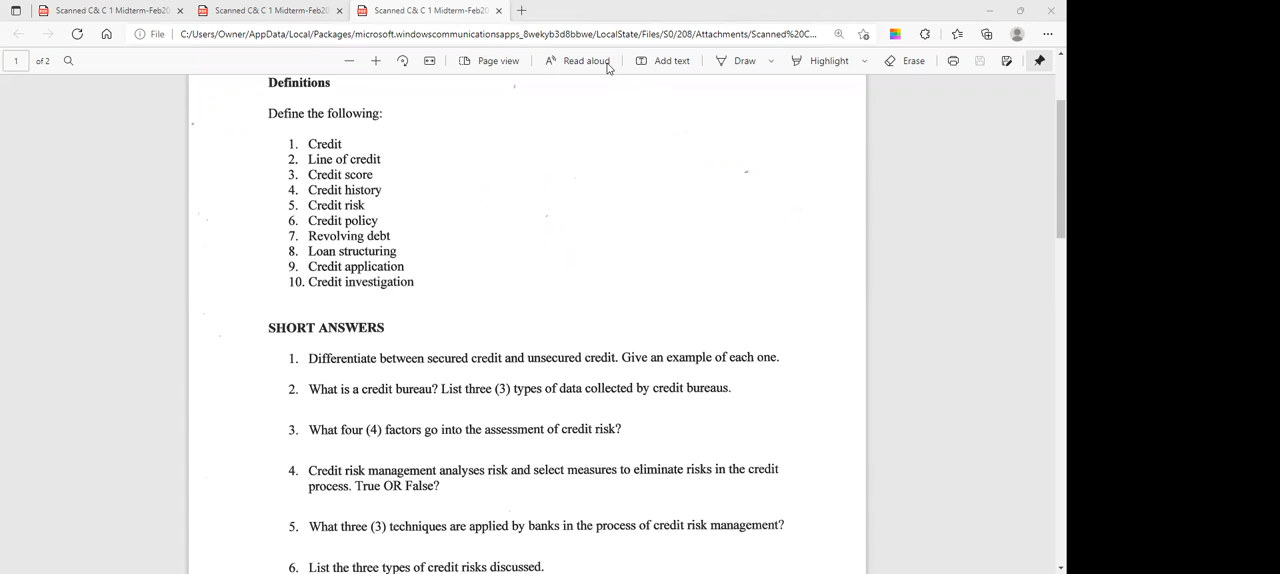 Scanned C& C 1 Midterm-Feb20 Scanned C& C 1 Midterm-Feb20 Scanned C& C 1 Midterm-Feb20
File C:/Users/Owner/AppData/Local/Packages/microsoft.windowscommunicationsapps_8wekyb3d8bbwe/LocalState/Files/S0/208/Attachments/Scanned%20C...
1 of 2 Page view Read aloud Add text Draw Highlight Erase
Definitions
Define the following:
1. Credit
2. Line of credit
3. Credit score
4. Credit history
5. Credit risk
6. Credit policy
7. Revolving debt
8. Loan structuring
9. Credit application
10. Credit investigation
SHORT ANSWERS
1. Differentiate between secured credit and unsecured credit. Give an example of each one.
2. What is a credit bureau? List three (3) types of data collected by credit bureaus.
3. What four (4) factors go into the assessment of credit risk?
4. Credit risk management analyses risk and select measures to eliminate risks in the credit
process. True OR False?
5. What three (3) techniques are applied by banks in the process of credit risk management?
6. List the three types of credit risks discussed.